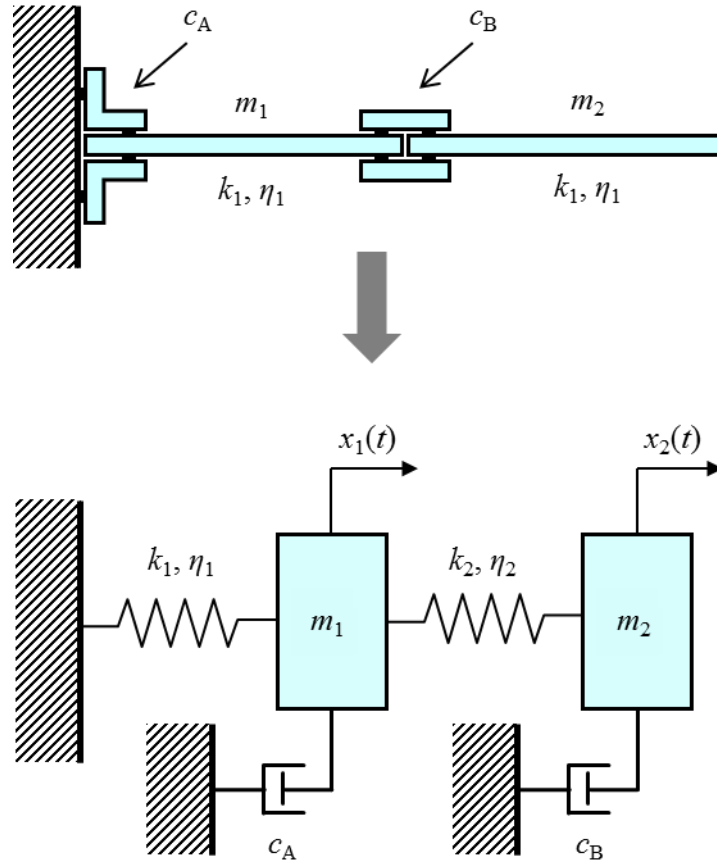 c_A
c_B
m_1
m_2
k_1, η_1
k_1, η_1
x_1(t)
x_2(t)
k_1, η_1
k_2, η_2
m_1
m_2
c_A
c_B